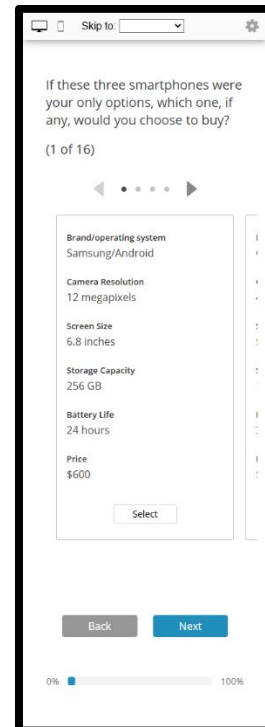 Skip to:
If these three smartphones were
your only options, which one, if
any, would you choose to buy?
(1 of 16)
Brand/operating system
Samsung/Android
Camera Resolution
12 megapixels
Screen Size
6.8 inches
Storage Capacity
256 GB
Battery Life
24 hours
Price
$600
Select
Back
Next
0%
100%